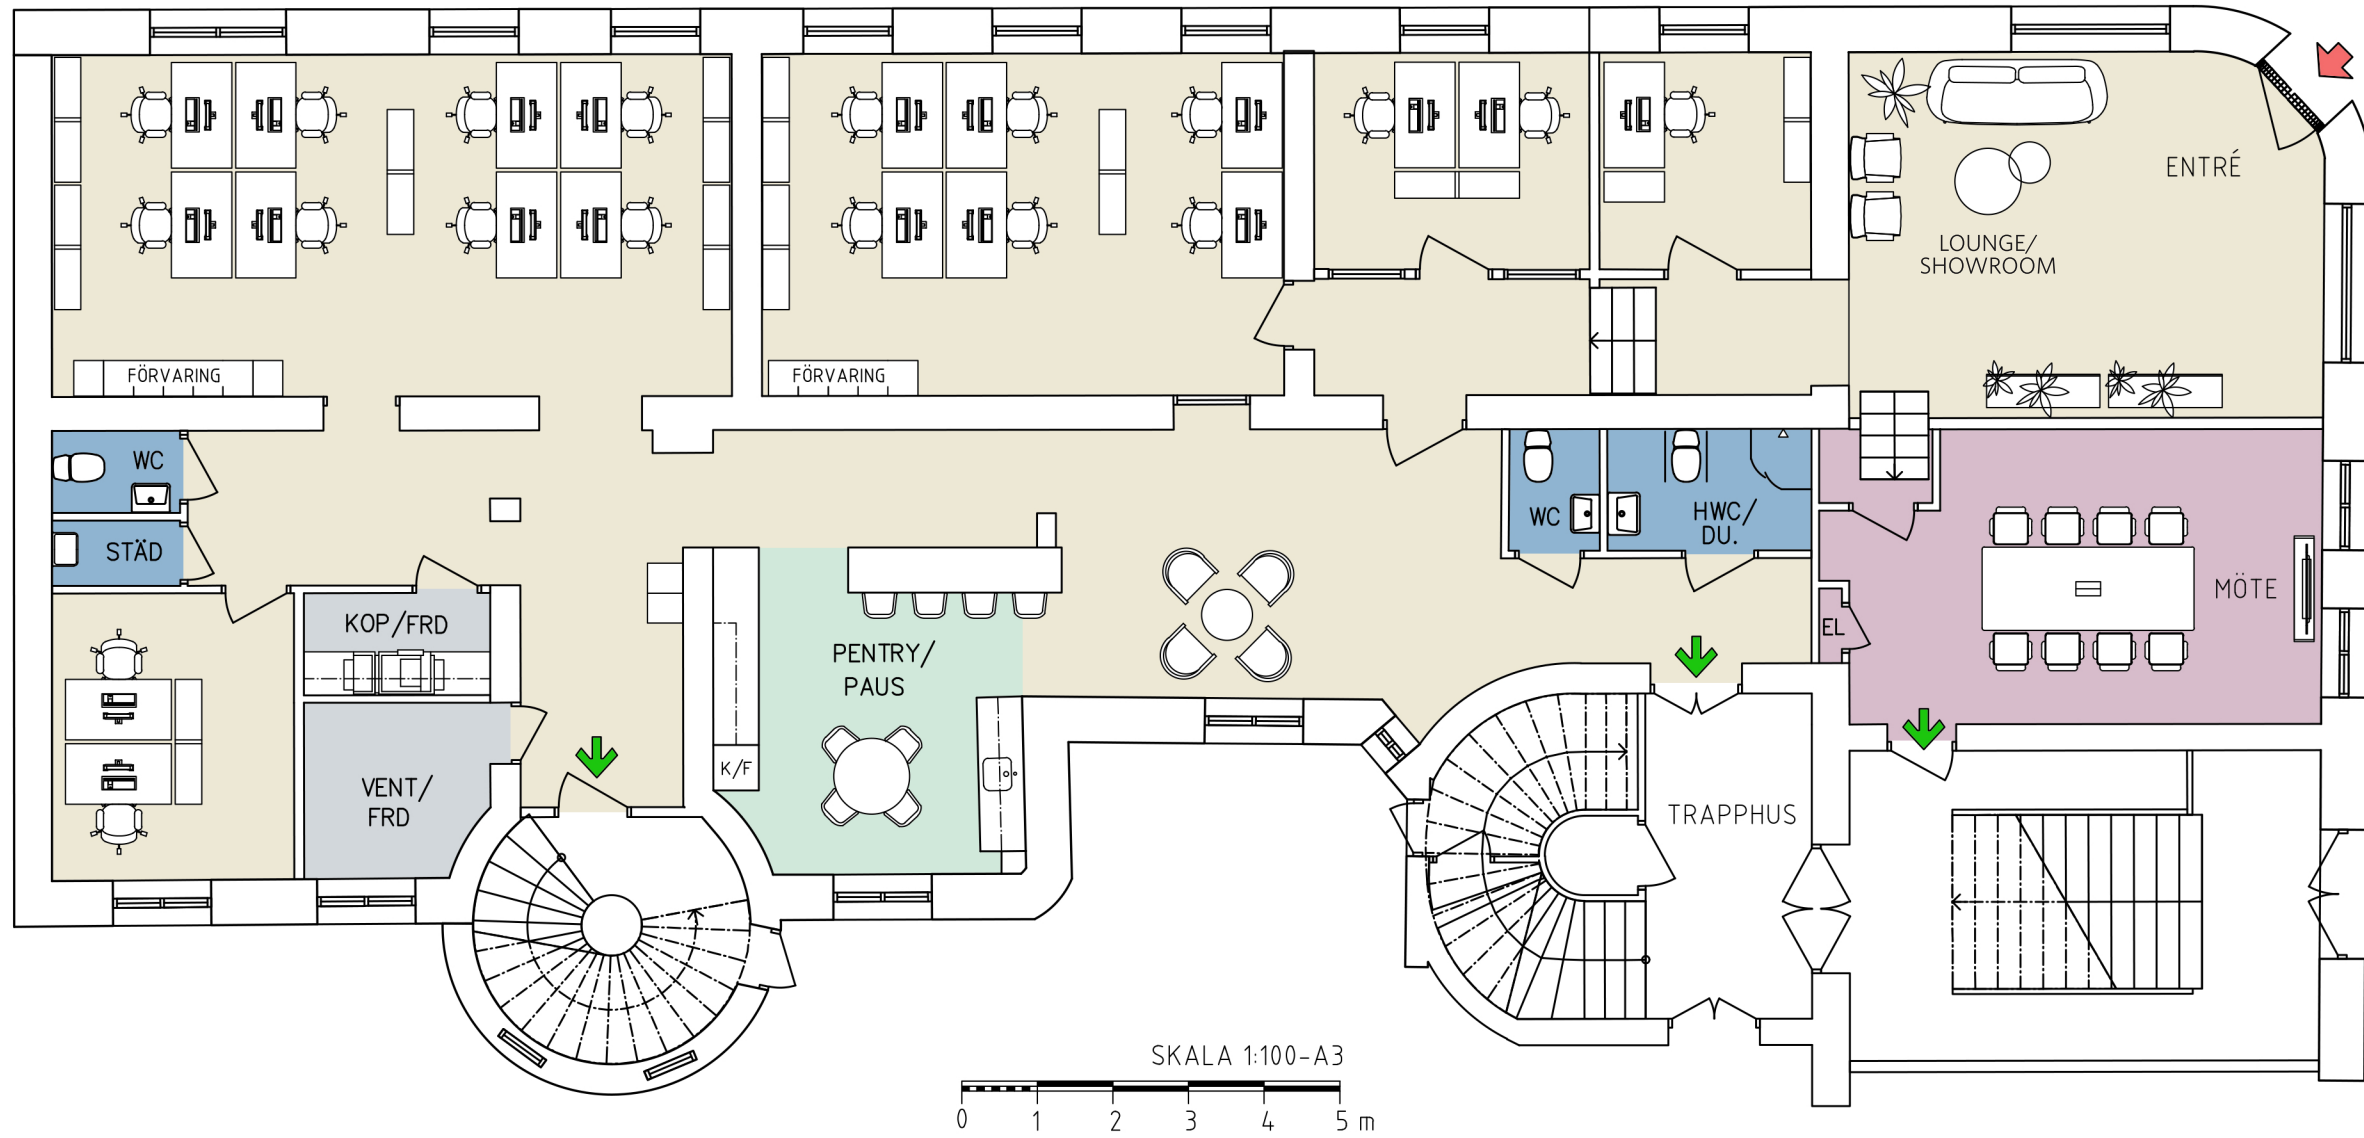 ENTRÉ
LOUNGE/
SHOWROOM
FÖRVARING
FÖRVARING
WC
STÄD
WC
HWC/
DU.
MÖTE
EL
KOP/FRD
PENTRY/
PAUS
K/F
VENT/
FRD
TRAPPHUS
SKALA 1:100-A3
0 1 2 3 4 5 m